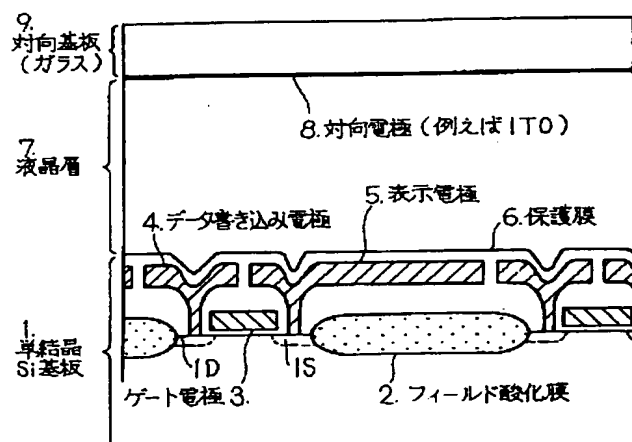 9.
対向基板
(ガラス)
8.対向電極(例えばITO)
7.
液晶層
5.表示電極
4.データ書き込み電極
6.保護膜
1.
単結晶
Si基板
1D
1S
ゲート電極3.
2.フィールド酸化膜